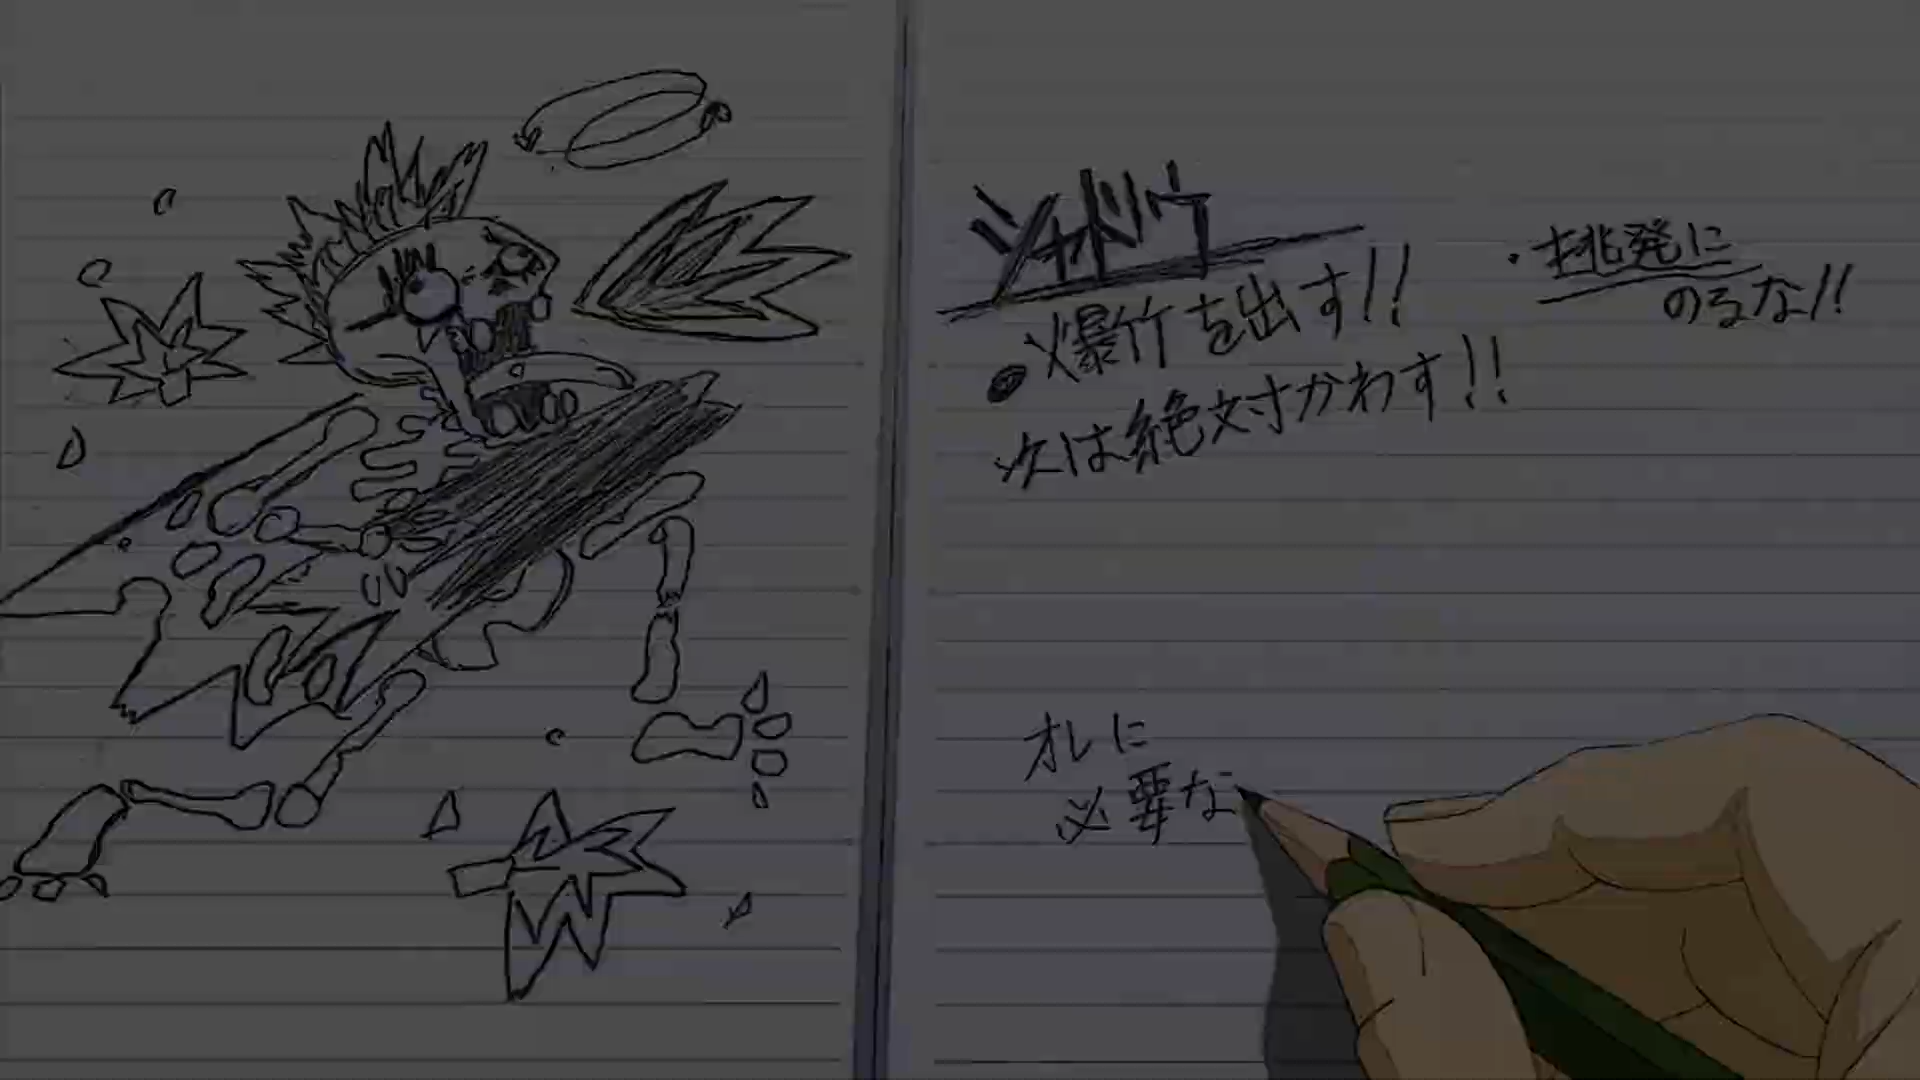 シャドウ
・挑発に
のるな!!
爆竹を出す!!
●次は絶対かわす!!
オレに
必要な